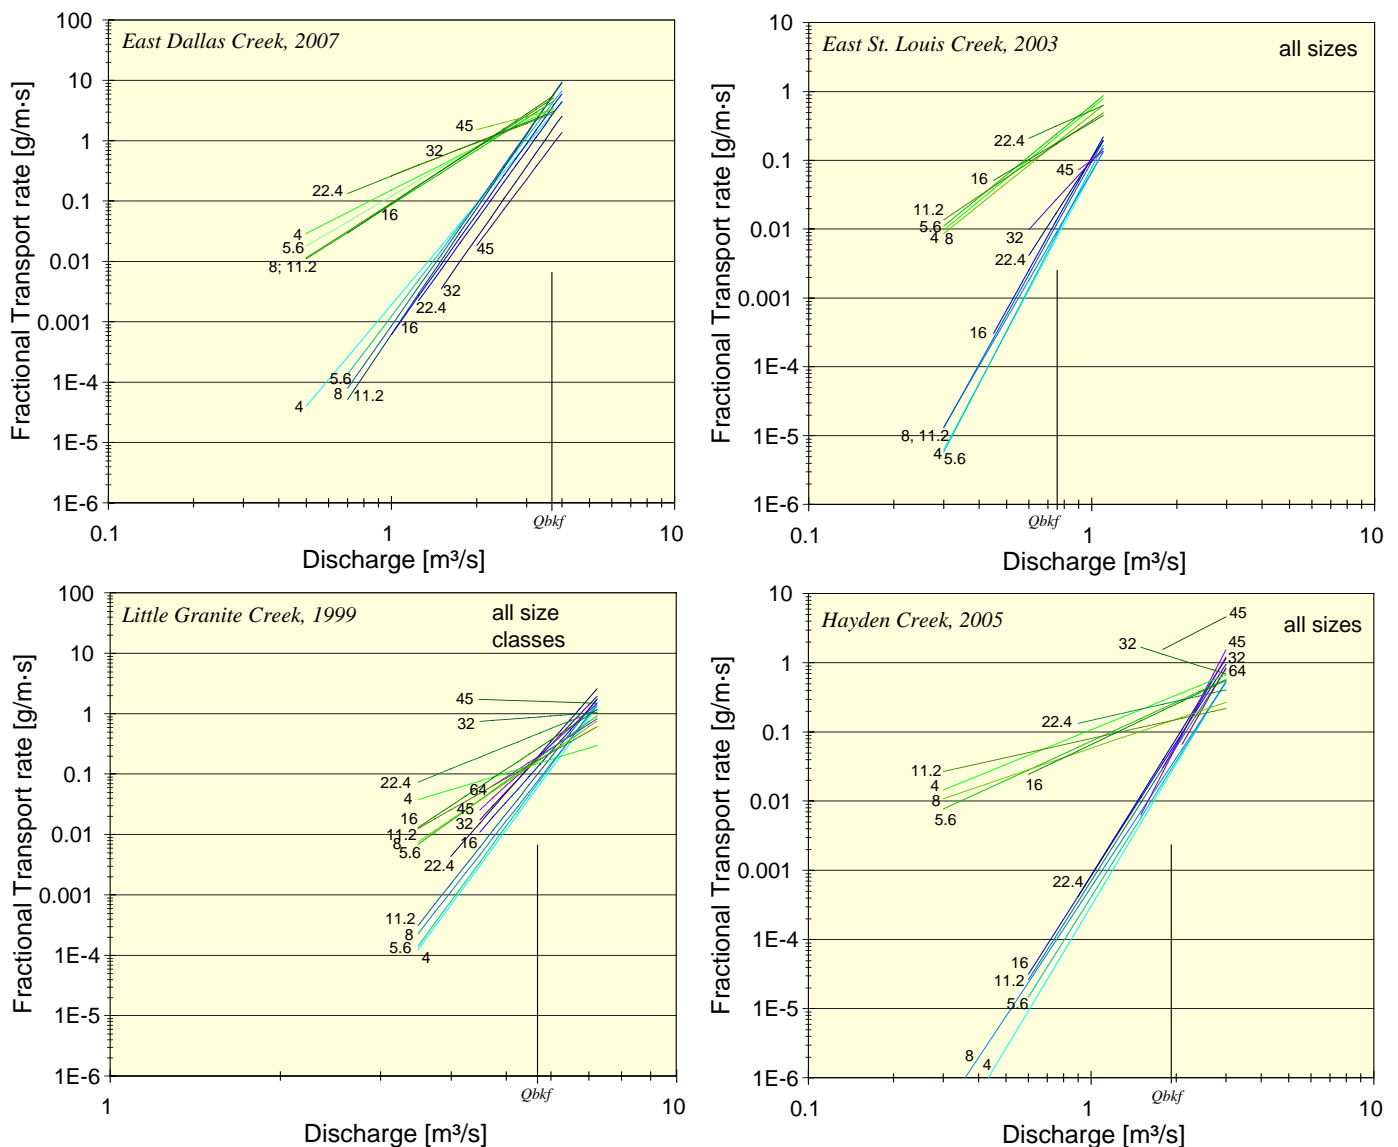 East Dallas Creek, 2007
Fractional Transport rate [g/m·s]
100
10
1
0.1
0.01
0.001
1E-4
1E-5
1E-6
45
32
22.4
16
4
5.6
8; 11.2
45
32
22.4
16
5.6
8
11.2
4
0.1
1
10
Qbkf
Discharge [m³/s]
East St. Louis Creek, 2003
all sizes
Fractional Transport rate [g/m·s]
10
1
0.1
0.01
0.001
1E-4
1E-5
1E-6
22.4
45
16
11.2
5.6
4
8
32
22.4
16
8, 11.2
4
5.6
0.1
1
10
Qbkf
Discharge [m³/s]
Little Granite Creek, 1999
all size
classes
Fractional Transport rate [g/m·s]
100
10
1
0.1
0.01
0.001
1E-4
1E-5
1E-6
45
32
22.4
4
64
16
45
11.2
32
8
5.6
16
22.4
11.2
8
5.6
4
1
10
Qbkf
Discharge [m³/s]
Hayden Creek, 2005
all sizes
Fractional Transport rate [g/m·s]
10
1
0.1
0.01
0.001
1E-4
1E-5
1E-6
45
32
45
32
64
22.4
11.2
4
8
16
5.6
22.4
16
11.2
5.6
8
4
0.1
1
10
Qbkf
Discharge [m³/s]